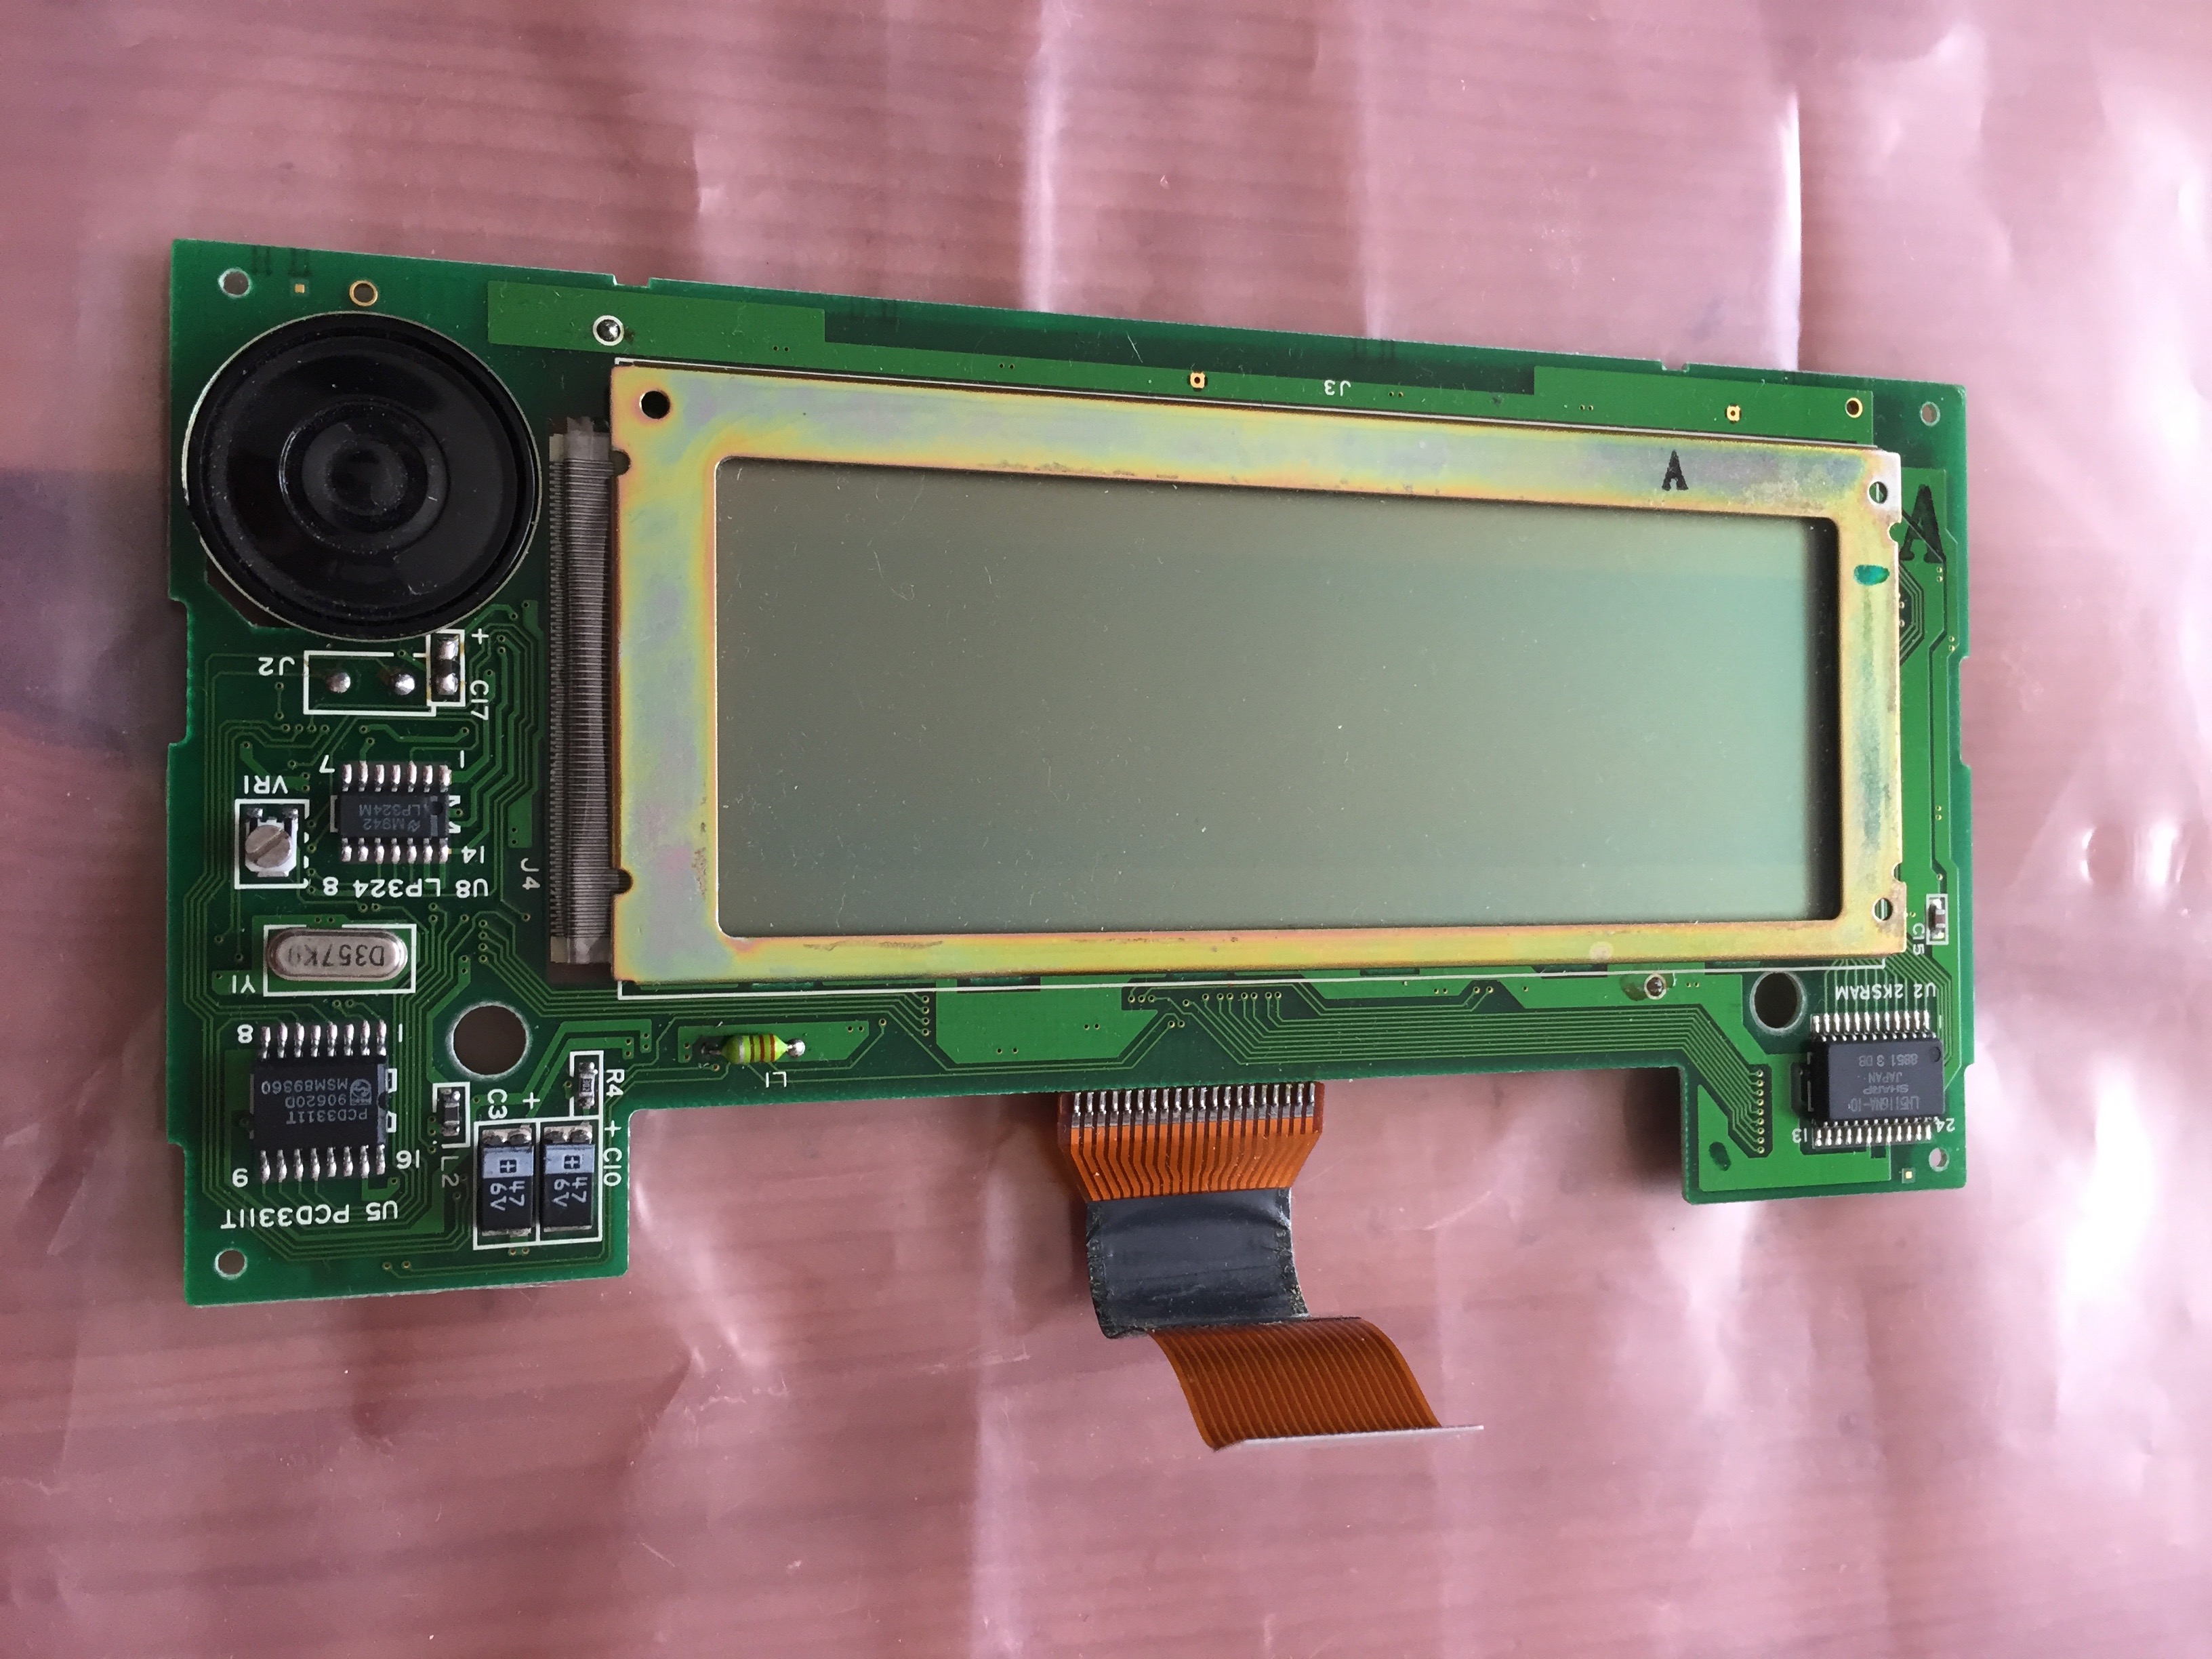 J3
A
A
+
J2
C17
7
1
VR1
M942
LP324M
14
U8 LP324 8
J4
D357K
Y1
8
1
PCD3311T
90620D
MSM89360
9
16
U5 PCD3311T
L2
C3
+
R4
+
C10
47
6V
47
6V
L1
C15
U2 2KSRAM
LH5116NA-10
SHARP
JAPAN
8851 3 DB
13
24